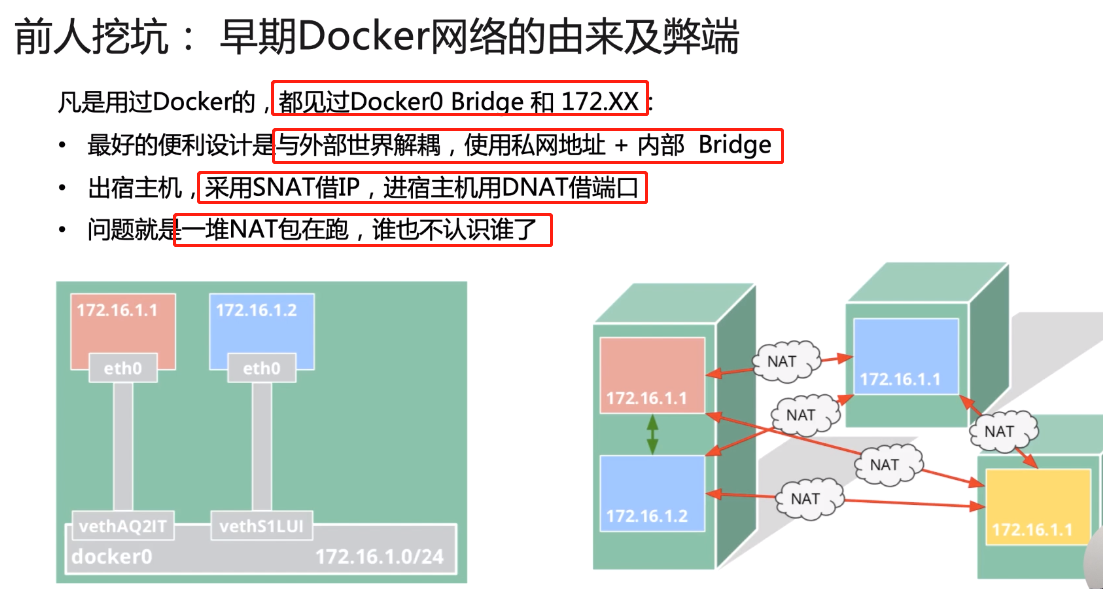 前人挖坑： 早期Docker网络的由来及弊端
凡是用过Docker的，都见过Docker0 Bridge 和 172.XX：
• 最好的便利设计是与外部世界解耦，使用私网地址 + 内部 Bridge
• 出宿主机，采用SNAT借IP，进宿主机用DNAT借端口
• 问题就是一堆NAT包在跑，谁也不认识谁了
172.16.1.1
172.16.1.2
eth0
eth0
vethAQ2IT
vethS1LUI
docker0
172.16.1.0/24
172.16.1.1
172.16.1.2
NAT
NAT
NAT
NAT
172.16.1.1
NAT
172.16.1.1